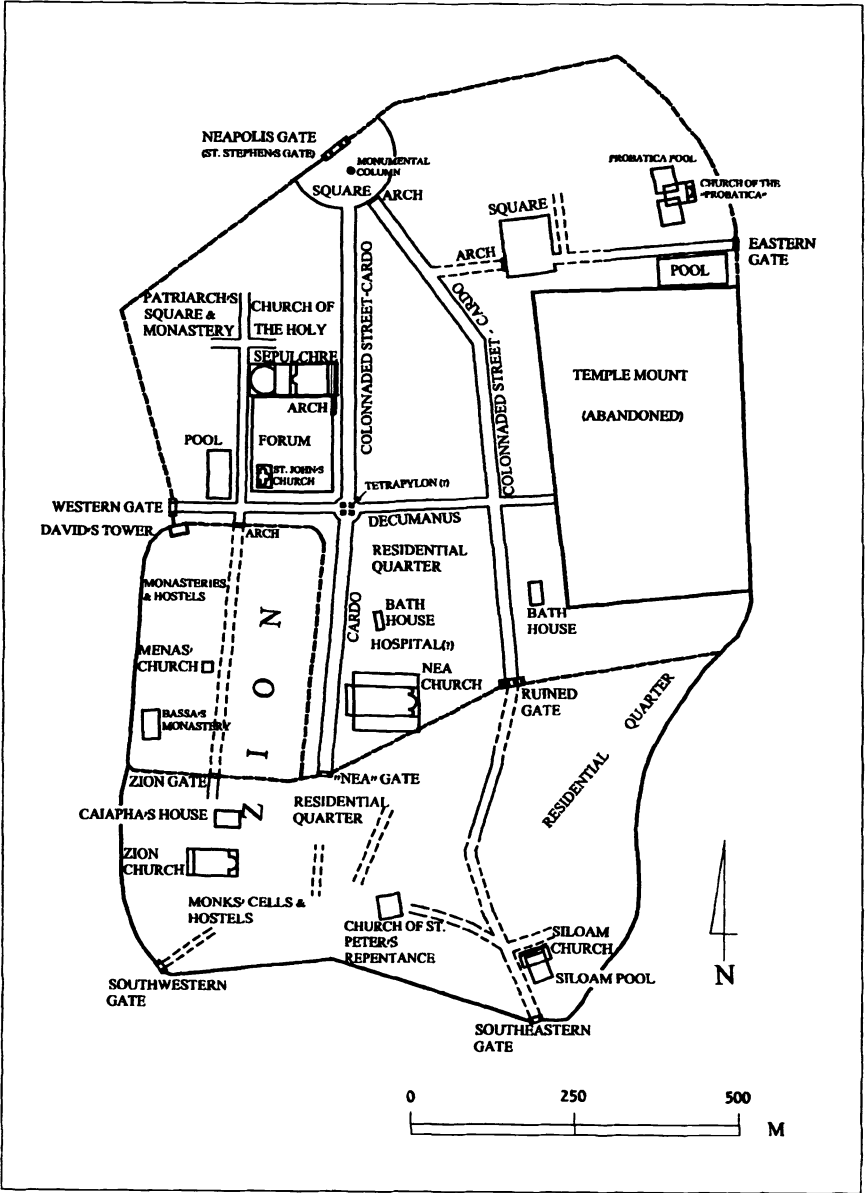 NEAPOLIS GATE
(ST. STEPHEN'S GATE)
MONUMENTAL
COLUMN
SQUARE
ARCH
PROBATICA POOL
CHURCH OF THE
"PROBATICA"
SQUARE
ARCH
EASTERN
GATE
POOL
PATRIARCH'S
SQUARE &
MONASTERY
CHURCH OF
THE HOLY
SEPULCHRE
ARCH
COLONNADED STREET-CARDO
COLONNADED STREET - CARDO
TEMPLE MOUNT
(ABANDONED)
POOL
FORUM
ST. JOHN'S
CHURCH
WESTERN GATE
TETRAPYLON (?)
DECUMANUS
DAVID'S TOWER
ARCH
RESIDENTIAL
QUARTER
MONASTERIES
& HOSTELS
CARDO
BATH
HOUSE
BATH
HOUSE
HOSPITAL(?)
MENAS'
CHURCH
NEA
CHURCH
BASSA'S
MONASTERY
ZION
RUINED
GATE
RESIDENTIAL QUARTER
ZION GATE
"NEA" GATE
CAIAPHA'S HOUSE
RESIDENTIAL
QUARTER
ZION
CHURCH
MONKS' CELLS &
HOSTELS
CHURCH OF ST.
PETER'S
REPENTANCE
SILOAM
CHURCH
SILOAM POOL
SOUTHWESTERN
GATE
SOUTHEASTERN
GATE
N
0 250 500
M